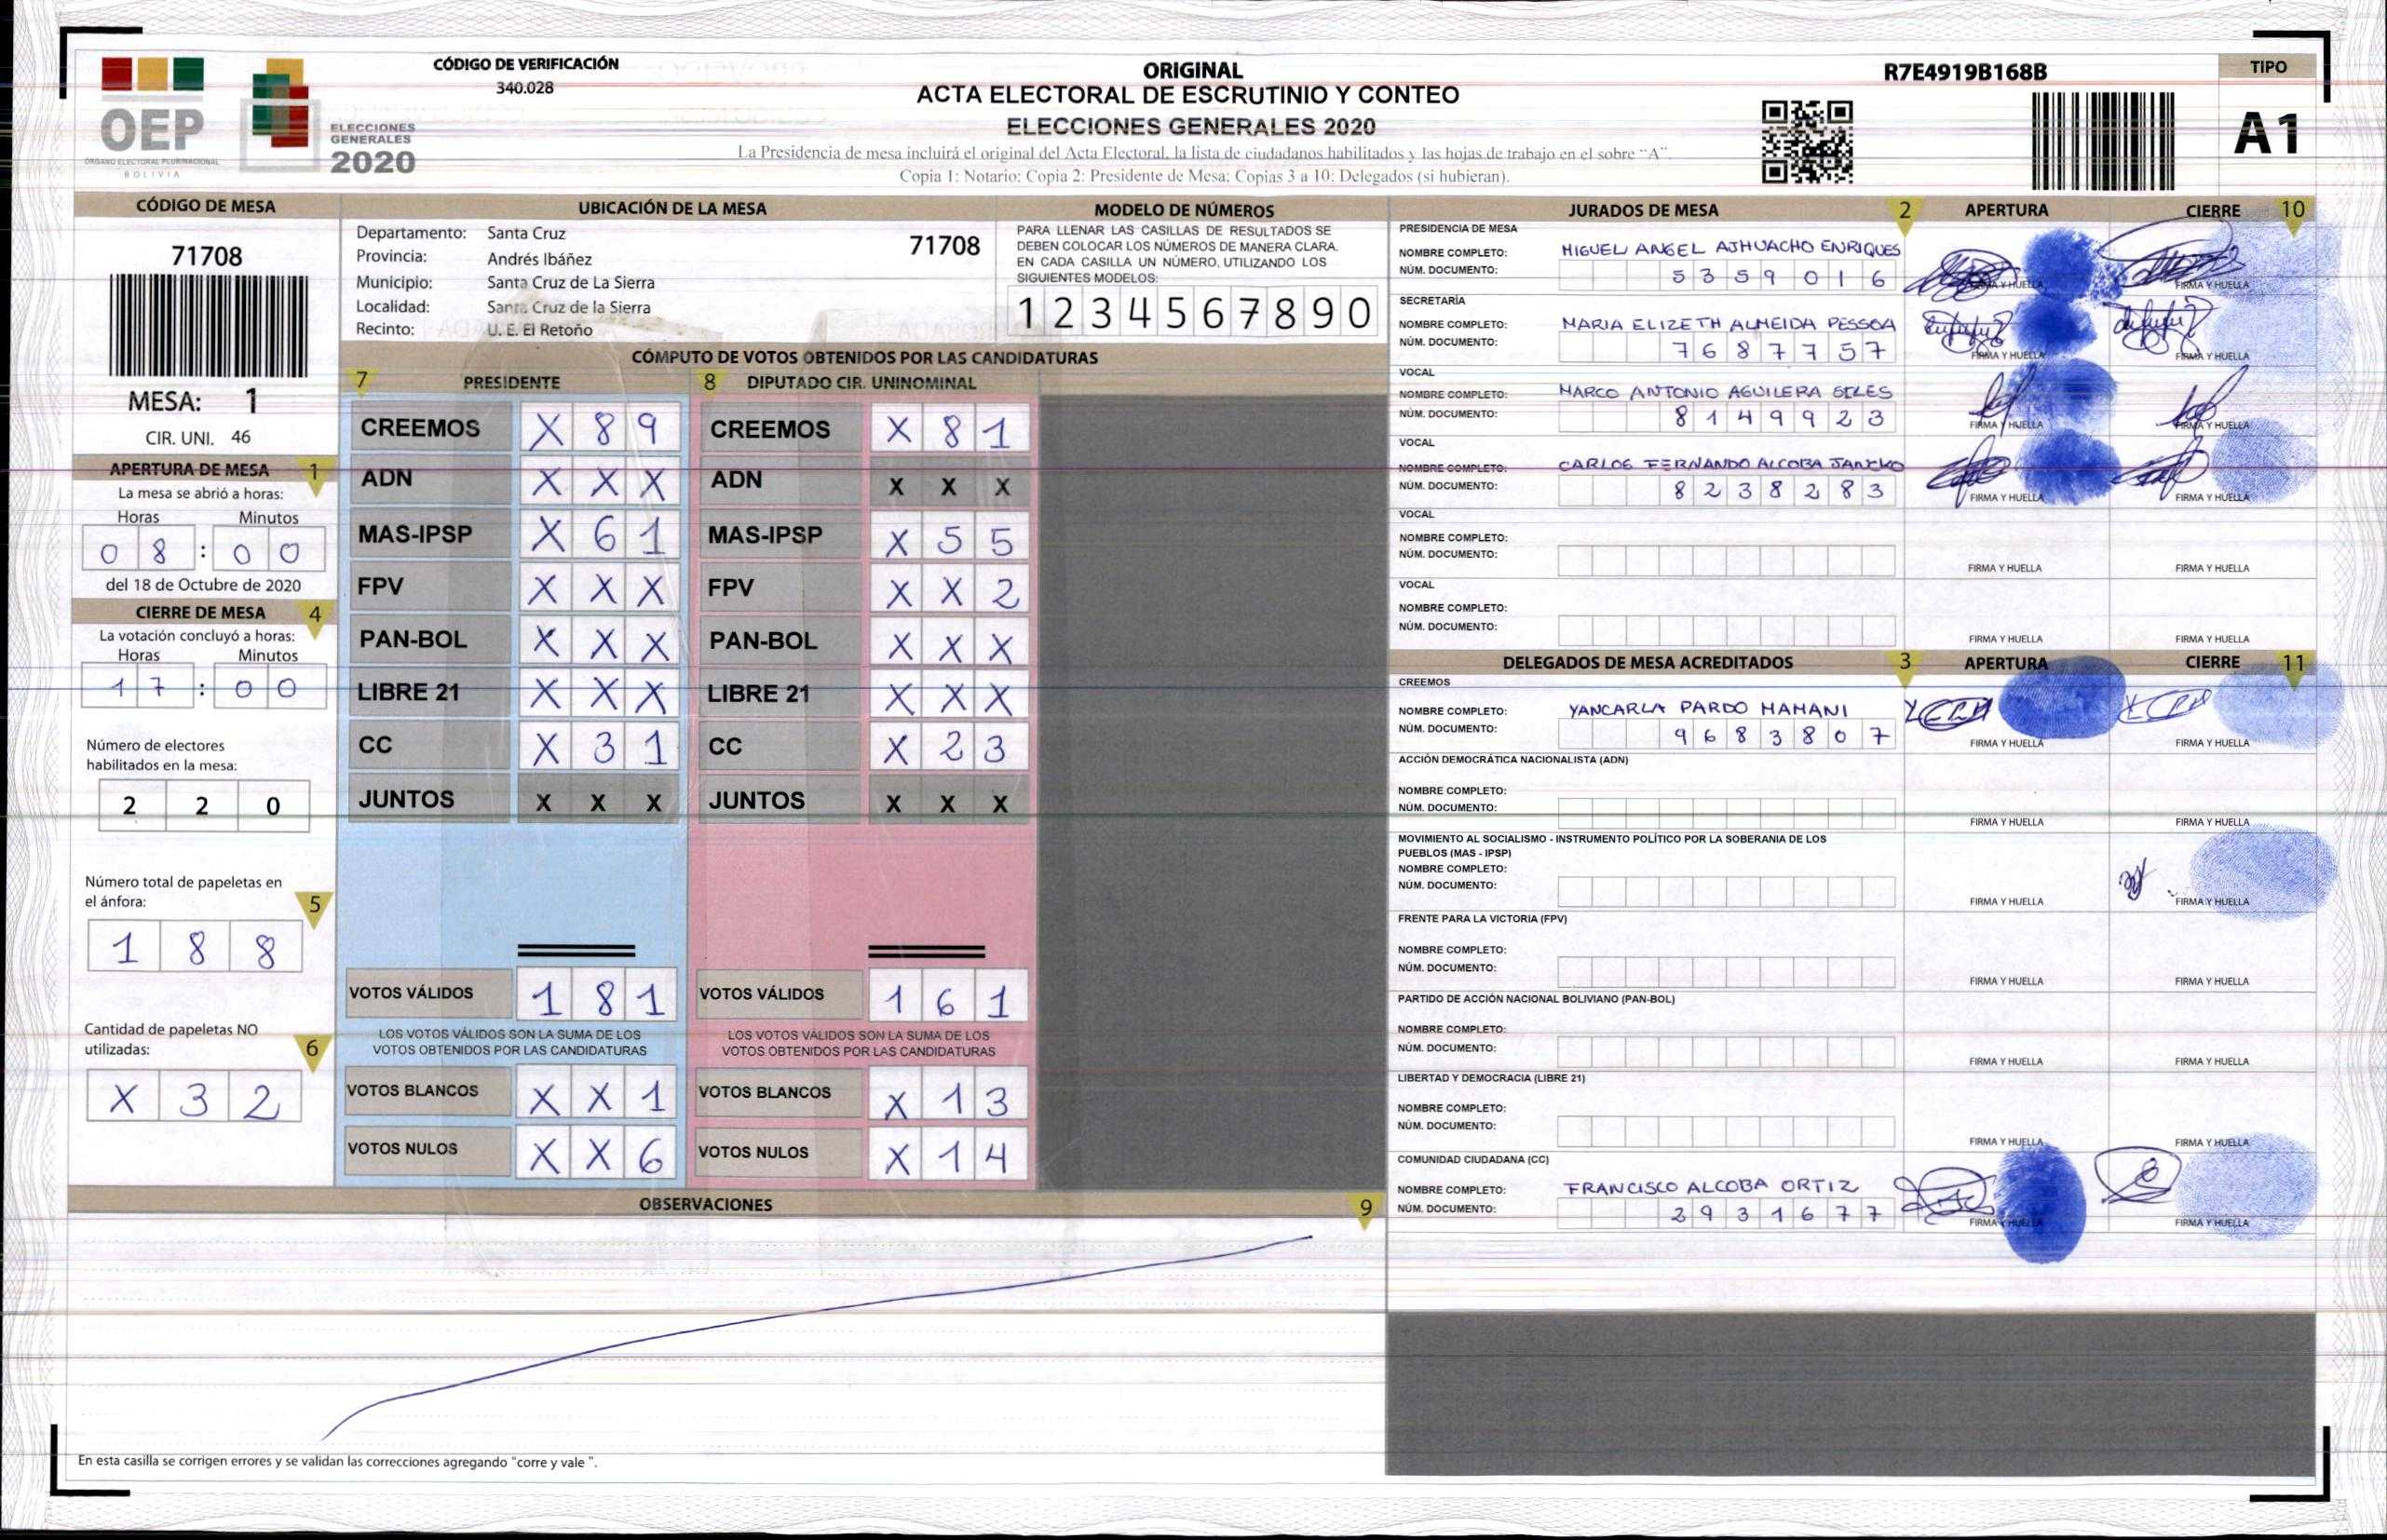 CÓDIGO DE VERIFICACIÓN
340.028
OEP
ÓRGANO ELECTORAL PLURINACIONAL
BOLIVIA
ELECCIONES
GENERALES
2020
ORIGINAL
ACTA ELECTORAL DE ESCRUTINIO Y CONTEO
ELECCIONES GENERALES 2020
La Presidencia de mesa incluirá el original del Acta Electoral, la lista de ciudadanos habilitados y las hojas de trabajo en el sobre "A".
Copia 1: Notario; Copia 2: Presidente de Mesa; Copias 3 a 10: Delegados (si hubieran).
R7E4919B168B
TIPO
A1
CÓDIGO DE MESA
71708
MESA: 1
CIR. UNI. 46
APERTURA DE MESA 1
La mesa se abrió a horas:
Horas Minutos
0 8 : 0 0
del 18 de Octubre de 2020
CIERRE DE MESA 4
La votación concluyó a horas:
Horas Minutos
1 7 : 0 0
Número de electores
habilitados en la mesa:
2 2 0
Número total de papeletas en
el ánfora: 5
1 8 8
Cantidad de papeletas NO
utilizadas: 6
X 3 2
UBICACIÓN DE LA MESA
Departamento: Santa Cruz
71708
Provincia: Andrés Ibáñez
Municipio: Santa Cruz de La Sierra
Localidad: Santa Cruz de la Sierra
Recinto: U. E. El Retoño
MODELO DE NÚMEROS
PARA LLENAR LAS CASILLAS DE RESULTADOS SE
DEBEN COLOCAR LOS NÚMEROS DE MANERA CLARA.
EN CADA CASILLA UN NÚMERO, UTILIZANDO LOS
SIGUIENTES MODELOS:
1 2 3 4 5 6 7 8 9 0
CÓMPUTO DE VOTOS OBTENIDOS POR LAS CANDIDATURAS
7 PRESIDENTE 8 DIPUTADO CIR. UNINOMINAL
CREEMOS X 8 9 CREEMOS X 8 1
ADN X X X ADN X X X
MAS-IPSP X 6 1 MAS-IPSP X 5 5
FPV X X X FPV X X 2
PAN-BOL X X X PAN-BOL X X X
LIBRE 21 X X X LIBRE 21 X X X
CC X 3 1 CC X 2 3
JUNTOS X X X JUNTOS X X X
VOTOS VÁLIDOS 1 8 1 VOTOS VÁLIDOS 1 6 1
LOS VOTOS VÁLIDOS SON LA SUMA DE LOS LOS VOTOS VÁLIDOS SON LA SUMA DE LOS
VOTOS OBTENIDOS POR LAS CANDIDATURAS VOTOS OBTENIDOS POR LAS CANDIDATURAS
VOTOS BLANCOS X X 1 VOTOS BLANCOS X 1 3
VOTOS NULOS X X 6 VOTOS NULOS X 1 4
OBSERVACIONES 9
En esta casilla se corrigen errores y se validan las correcciones agregando "corre y vale ".
JURADOS DE MESA 2 APERTURA CIERRE 10
PRESIDENCIA DE MESA
NOMBRE COMPLETO: MIGUEL ANGEL AJHUACHO ENRIQUES
NÚM. DOCUMENTO: 5 3 5 9 0 1 6
FIRMA Y HUELLA FIRMA Y HUELLA
SECRETARÍA
NOMBRE COMPLETO: MARIA ELIZETH ALMEIDA PESSOA
NÚM. DOCUMENTO: 7 6 8 7 7 5 7
FIRMA Y HUELLA FIRMA Y HUELLA
VOCAL
NOMBRE COMPLETO: MARCO ANTONIO AGUILERA
NÚM. DOCUMENTO: 8 1 4 9 9 2 3
FIRMA Y HUELLA FIRMA Y HUELLA
VOCAL
NOMBRE COMPLETO: CARLOS FERNANDO ALCOBA JANCKO
NÚM. DOCUMENTO: 8 2 3 8 2 8 3
FIRMA Y HUELLA FIRMA Y HUELLA
VOCAL
NOMBRE COMPLETO:
NÚM. DOCUMENTO:
FIRMA Y HUELLA FIRMA Y HUELLA
VOCAL
NOMBRE COMPLETO:
NÚM. DOCUMENTO:
FIRMA Y HUELLA FIRMA Y HUELLA
DELEGADOS DE MESA ACREDITADOS 3 APERTURA CIERRE 11
CREEMOS
NOMBRE COMPLETO: YANCARLA PARDO MAMANI
NÚM. DOCUMENTO: 9 6 8 3 8 0 7
FIRMA Y HUELLA FIRMA Y HUELLA
ACCIÓN DEMOCRÁTICA NACIONALISTA (ADN)
NOMBRE COMPLETO:
NÚM. DOCUMENTO:
FIRMA Y HUELLA FIRMA Y HUELLA
MOVIMIENTO AL SOCIALISMO - INSTRUMENTO POLÍTICO POR LA SOBERANIA DE LOS
PUEBLOS (MAS - IPSP)
NOMBRE COMPLETO:
NÚM. DOCUMENTO:
FIRMA Y HUELLA FIRMA Y HUELLA
FRENTE PARA LA VICTORIA (FPV)
NOMBRE COMPLETO:
NÚM. DOCUMENTO:
FIRMA Y HUELLA FIRMA Y HUELLA
PARTIDO DE ACCIÓN NACIONAL BOLIVIANO (PAN-BOL)
NOMBRE COMPLETO:
NÚM. DOCUMENTO:
FIRMA Y HUELLA FIRMA Y HUELLA
LIBERTAD Y DEMOCRACIA (LIBRE 21)
NOMBRE COMPLETO:
NÚM. DOCUMENTO:
FIRMA Y HUELLA FIRMA Y HUELLA
COMUNIDAD CIUDADANA (CC)
NOMBRE COMPLETO: FRANCISCO ALCOBA ORTIZ
NÚM. DOCUMENTO: 2 9 3 1 6 7 7
FIRMA Y HUELLA FIRMA Y HUELLA